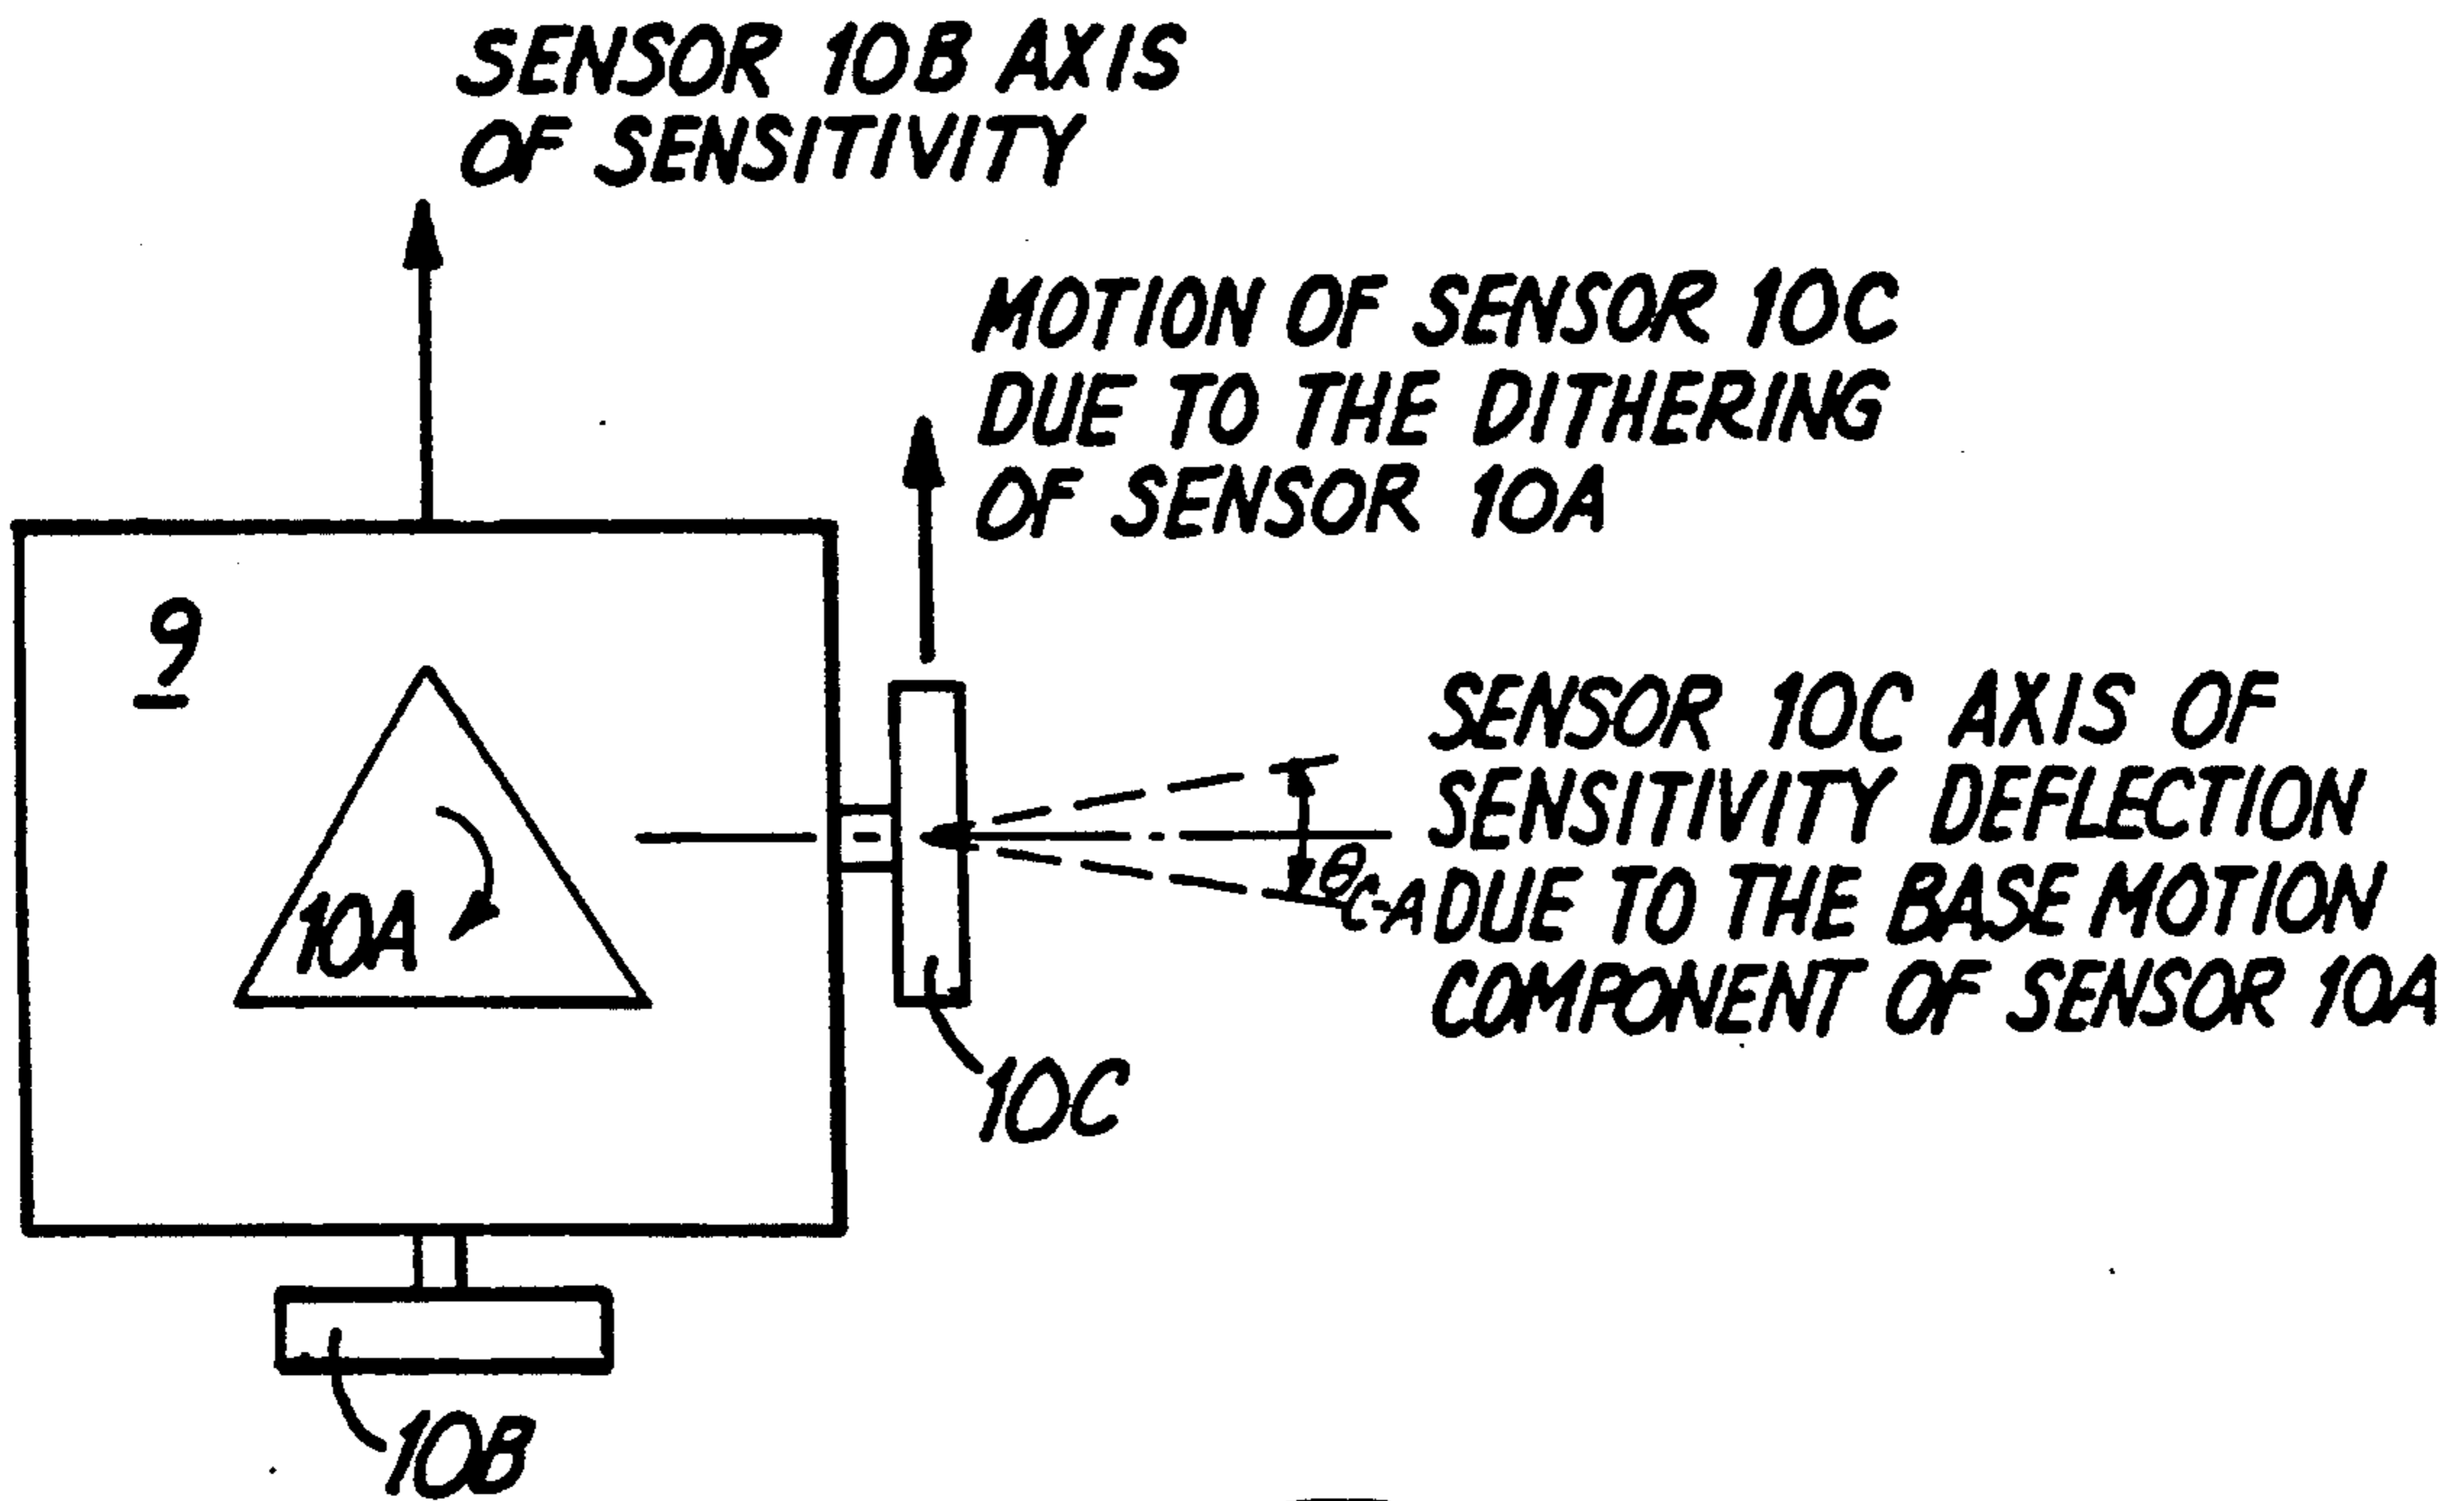 SENSOR 10B AXIS
OF SENSITIVITY
MOTION OF SENSOR 10C
DUE TO THE DITHERING
OF SENSOR 10A
9
10A
SENSOR 10C AXIS OF
SENSITIVITY DEFLECTION
DUE TO THE BASE MOTION
COMPONENT OF SENSOR 10A
θC-A
10C
10B